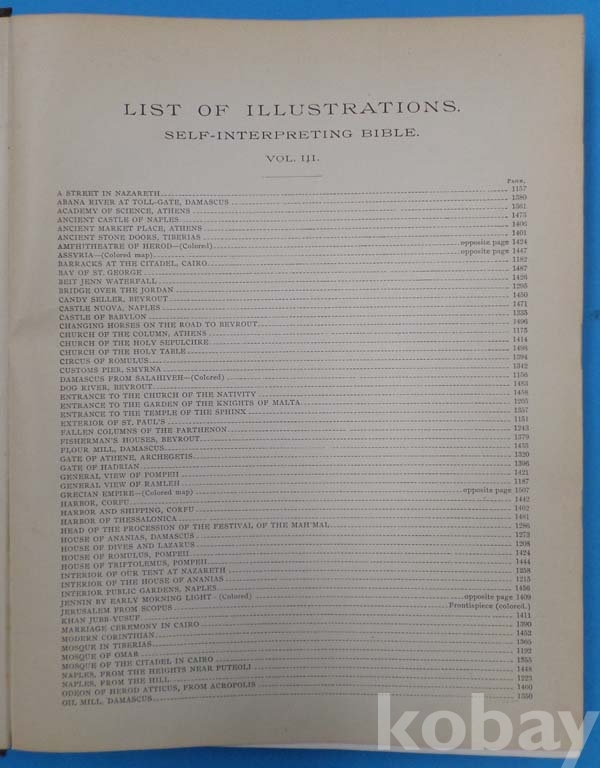 LIST OF ILLUSTRATIONS.
SELF-INTERPRETING BIBLE.
VOL. III.
PAGE.
A STREET IN NAZARETH 1157
ABANA RIVER AT TOLL-GATE, DAMASCUS 1380
ACADEMY OF SCIENCE, ATHENS 1361
ANCIENT CASTLE OF NAPLES 1473
ANCIENT MARKET PLACE, ATHENS 1406
ANCIENT STONE DOORS, TIBERIAS 1401
AMPHITHEATRE OF HEROD—(Colored) opposite page 1424
ASSYRIA—(Colored map) opposite page 1447
BARRACKS AT THE CITADEL, CAIRO 1182
BAY OF ST. GEORGE 1487
BEIT JENN WATERFALL 1426
BRIDGE OVER THE JORDAN 1295
CANDY SELLER, BEYROUT 1450
CASTLE NUOVA, NAPLES 1471
CASTLE OF BABYLON 1335
CHANGING HORSES ON THE ROAD TO BEYROUT 1496
CHURCH OF THE COLUMN, ATHENS 1175
CHURCH OF THE HOLY SEPULCHRE 1414
CHURCH OF THE HOLY TABLE 1498
CIRCUS OF ROMULUS 1394
CUSTOMS PIER, SMYRNA 1342
DAMASCUS FROM SALAHIYEH—(Colored) 1156
DOG RIVER, BEYROUT 1483
ENTRANCE TO THE CHURCH OF THE NATIVITY 1458
ENTRANCE TO THE GARDEN OF THE KNIGHTS OF MALTA 1265
ENTRANCE TO THE TEMPLE OF THE SPHINX 1357
EXTERIOR OF ST. PAUL'S 1151
FALLEN COLUMNS OF THE PARTHENON 1243
FISHERMAN'S HOUSES, BEYROUT 1379
FLOUR MILL, DAMASCUS 1455
GATE OF ATHENE, ARCHEGETIS 1320
GATE OF HADRIAN 1306
GENERAL VIEW OF POMPEII 1421
GENERAL VIEW OF RAMLEH 1187
GRECIAN EMPIRE—(Colored map) opposite page 1507
HARBOR, CORFU 1442
HARBOR AND SHIPPING, CORFU 1402
HARBOR OF THESSALONICA 1481
HEAD OF THE PROCESSION OF THE FESTIVAL OF THE MAH'MAL 1286
HOUSE OF ANANIAS, DAMASCUS 1273
HOUSE OF DIVES AND LAZARUS 1208
HOUSE OF ROMULUS, POMPEII 1424
HOUSE OF TRIPTOLEMUS, POMPEII 1444
INTERIOR OF OUR TENT AT NAZARETH 1258
INTERIOR OF THE HOUSE OF ANANIAS 1215
INTERIOR PUBLIC GARDENS, NAPLES 1456
JENNIN BY EARLY MORNING LIGHT—(Colored) opposite page 1409
JERUSALEM FROM SCOPUS Frontispiece (colored.)
KHAN JUBB-YUSUF 1411
MARRIAGE CEREMONY IN CAIRO 1390
MODERN CORINTHIAN 1453
MOSQUE IN TIBERIAS 1365
MOSQUE OF OMAR 1192
MOSQUE OF THE CITADEL IN CAIRO 1355
NAPLES, FROM THE HEIGHTS NEAR PUTEOLI 1448
NAPLES, FROM THE HILL 1223
ODEON OF HEROD ATTICUS, FROM ACROPOLIS 1460
OIL MILL, DAMASCUS 1350
kobay